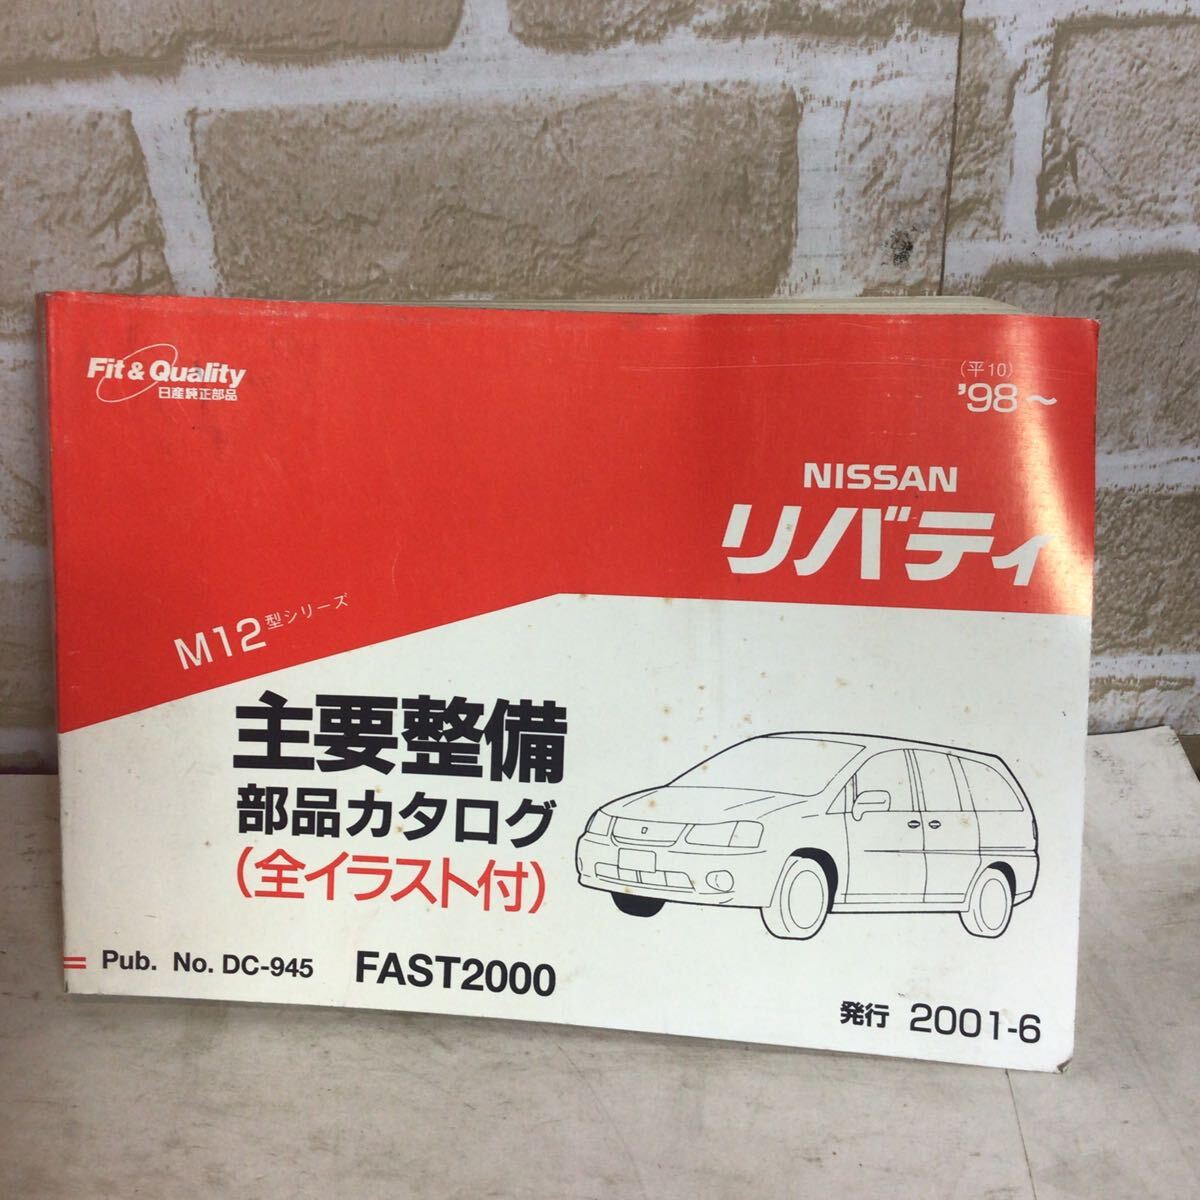 Fit & Quality
日産純正部品
(平10)
'98～
NISSAN
リバティ
M12型シリーズ
主要整備
部品カタログ
(全イラスト付)
Pub. No. DC-945 FAST2000
発行 2001-6